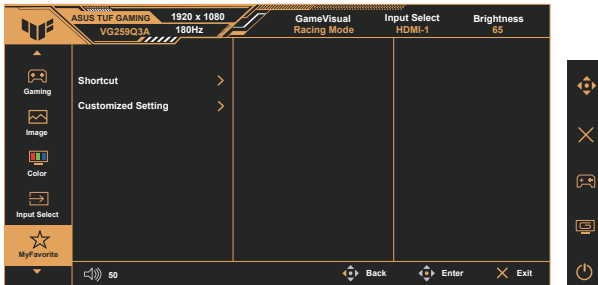 ASUS TUF GAMING 1920 x 1080 GameVisual Input Select Brightness
VG259Q3A 180Hz Racing Mode HDMI-1 65
Gaming
Image
Color
Input Select
MyFavorite
Shortcut
Customized Setting
50 Back Enter Exit